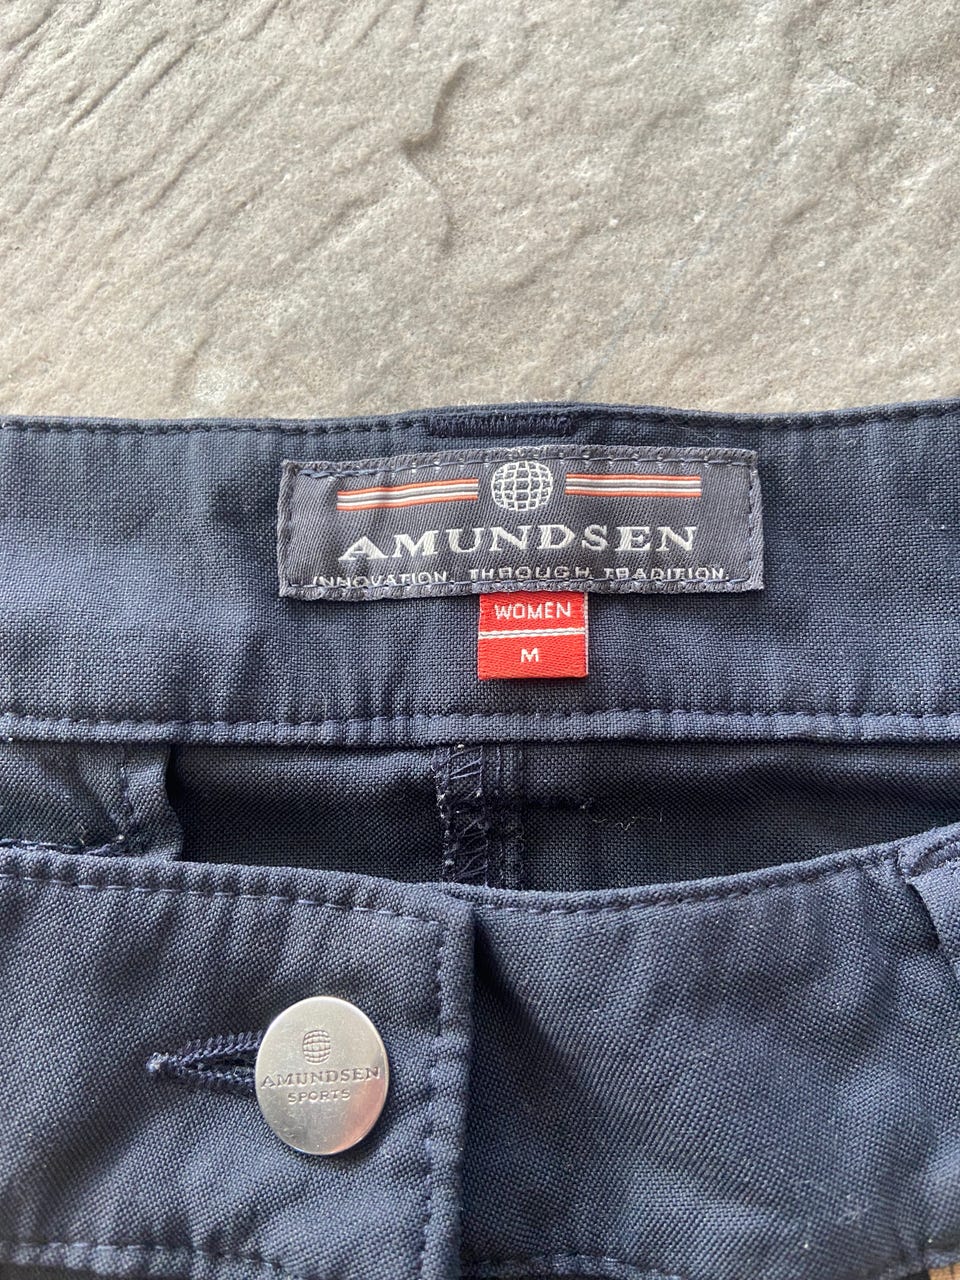 AMUNDSEN
INNOVATION THROUGH TRADITION
WOMEN
M
AMUNDSEN
SPORTS